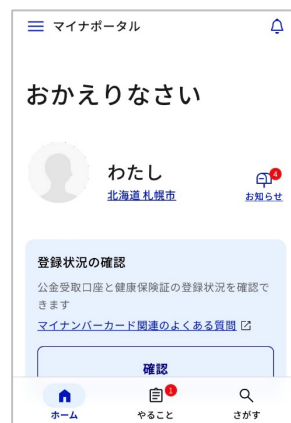 マイナポータル
おかえりなさい
わたし
北海道 札幌市
4
お知らせ
登録状況の確認
公金受取口座と健康保険証の登録状況を確認で
きます
マイナンバーカード関連のよくある質問
確認
1
ホーム
やること
さがす